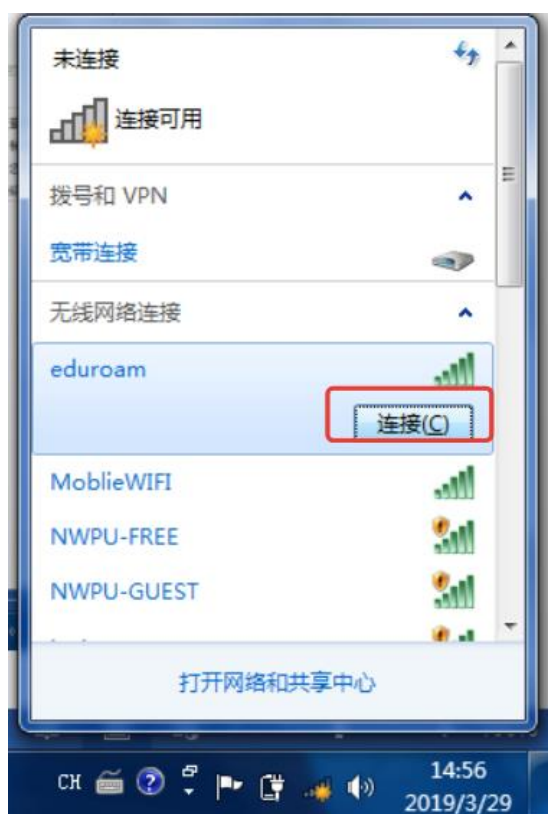 未连接
连接可用
拨号和 VPN
宽带连接
无线网络连接
eduroam
连接(C)
MoblieWIFI
NWPU-FREE
NWPU-GUEST
打开网络和共享中心
CH
14:56
2019/3/29